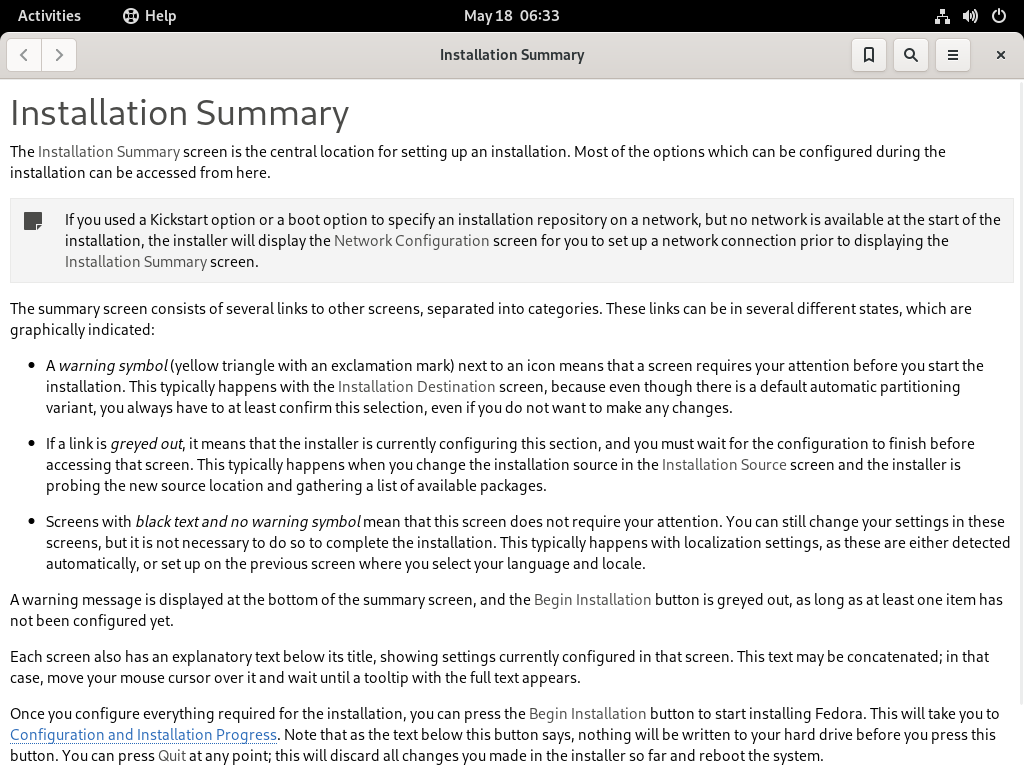 Activities Help May 18 06:33
Installation Summary
Installation Summary
The Installation Summary screen is the central location for setting up an installation. Most of the options which can be configured during the
installation can be accessed from here.
If you used a Kickstart option or a boot option to specify an installation repository on a network, but no network is available at the start of the
installation, the installer will display the Network Configuration screen for you to set up a network connection prior to displaying the
Installation Summary screen.
The summary screen consists of several links to other screens, separated into categories. These links can be in several different states, which are
graphically indicated:
• A warning symbol (yellow triangle with an exclamation mark) next to an icon means that a screen requires your attention before you start the
installation. This typically happens with the Installation Destination screen, because even though there is a default automatic partitioning
variant, you always have to at least confirm this selection, even if you do not want to make any changes.
• If a link is greyed out, it means that the installer is currently configuring this section, and you must wait for the configuration to finish before
accessing that screen. This typically happens when you change the installation source in the Installation Source screen and the installer is
probing the new source location and gathering a list of available packages.
• Screens with black text and no warning symbol mean that this screen does not require your attention. You can still change your settings in these
screens, but it is not necessary to do so to complete the installation. This typically happens with localization settings, as these are either detected
automatically, or set up on the previous screen where you select your language and locale.
A warning message is displayed at the bottom of the summary screen, and the Begin Installation button is greyed out, as long as at least one item has
not been configured yet.
Each screen also has an explanatory text below its title, showing settings currently configured in that screen. This text may be concatenated; in that
case, move your mouse cursor over it and wait until a tooltip with the full text appears.
Once you configure everything required for the installation, you can press the Begin Installation button to start installing Fedora. This will take you to
Configuration and Installation Progress. Note that as the text below this button says, nothing will be written to your hard drive before you press this
button. You can press Quit at any point; this will discard all changes you made in the installer so far and reboot the system.